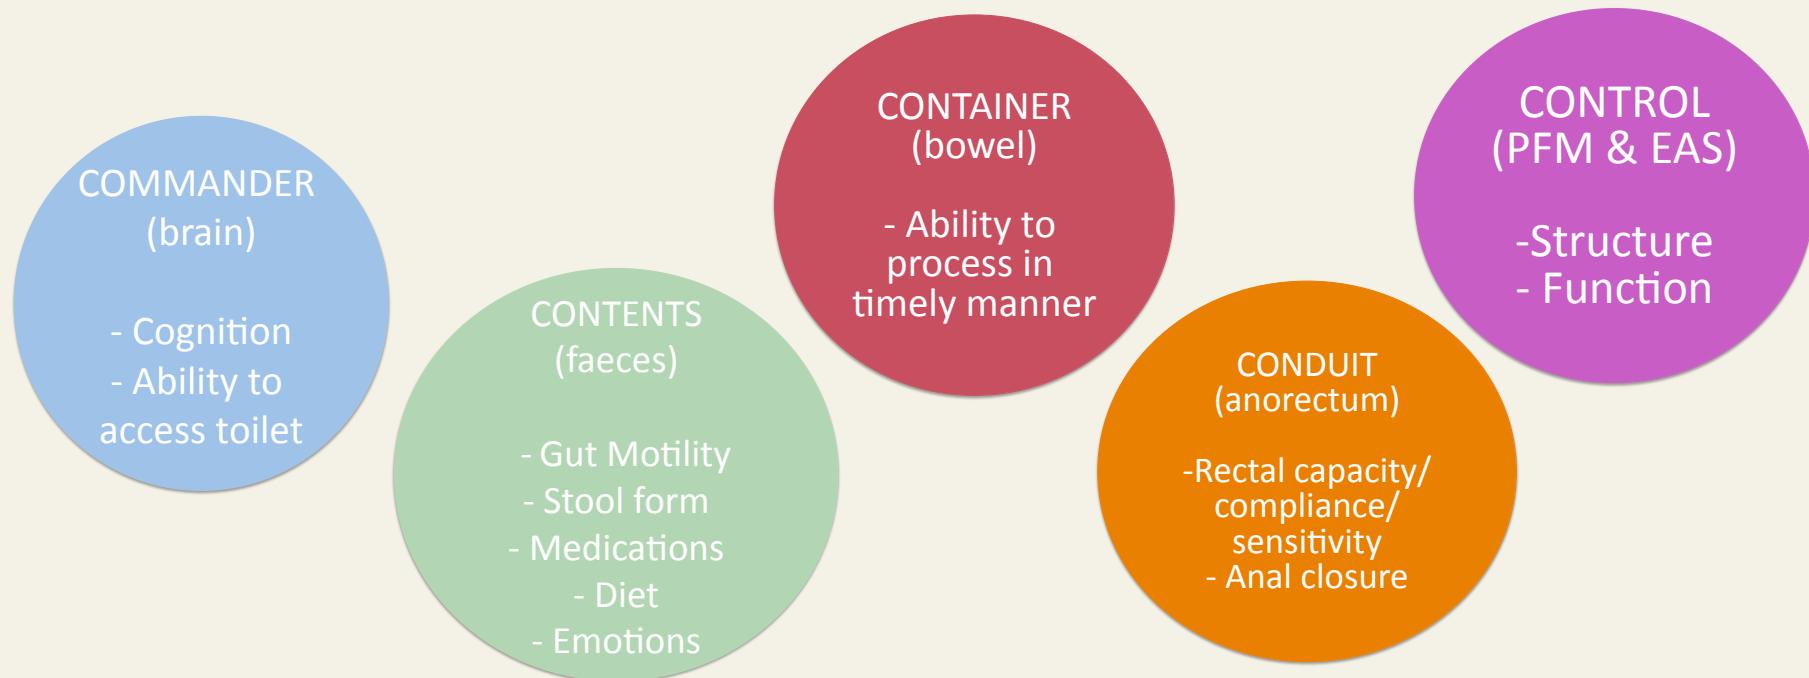 COMMANDER
(brain)
- Cognition
- Ability to
access toilet
CONTENTS
(faeces)
- Gut Motility
- Stool form
- Medications
- Diet
- Emotions
CONTAINER
(bowel)
- Ability to
process in
timely manner
CONDUIT
(anorectum)
-Rectal capacity/
compliance/
sensitivity
- Anal closure
CONTROL
(PFM & EAS)
-Structure
- Function